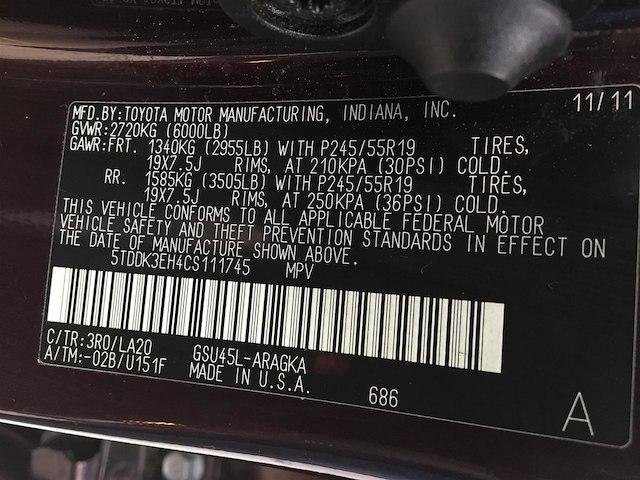 MFD.BY:TOYOTA MOTOR MANUFACTURING, INDIANA, INC. 11/11
GVWR:2720KG (6000LB)
GAWR:FRT. 1340KG (2955LB) WITH P245/55R19 TIRES,
19X7.5J RIMS, AT 210KPA (30PSI) COLD.
RR. 1585KG (3505LB) WITH P245/55R19 TIRES,
19X7.5J RIMS, AT 250KPA (36PSI) COLD.
THIS VEHICLE CONFORMS TO ALL APPLICABLE FEDERAL MOTOR
VEHICLE SAFETY AND THEFT PREVENTION STANDARDS IN EFFECT ON
THE DATE OF MANUFACTURE SHOWN ABOVE.
5TDDK3EH4CS111745 MPV
C/TR:3R0/LA20 GSU45L-ARAGKA
A/TM:-02B/U151F MADE IN U.S.A. 686
A